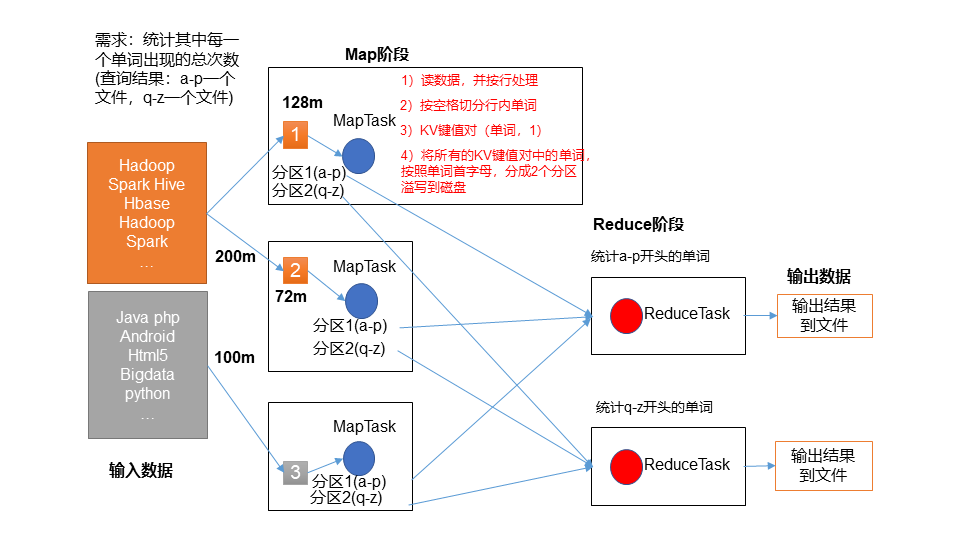 需求：统计其中每一
个单词出现的总次数
(查询结果：a-p一个
文件，q-z一个文件)
Hadoop
Spark Hive
Hbase
Hadoop
Spark
…
200m
Java php
Android
Html5
Bigdata
python
…
100m
输入数据
Map阶段
128m
1
MapTask
分区1(a-p)
分区2(q-z)
1）读数据，并按行处理
2）按空格切分行内单词
3）KV键值对（单词，1）
4）将所有的KV键值对中的单词，
按照单词首字母，分成2个分区
溢写到磁盘
2
72m
MapTask
分区1(a-p)
分区2(q-z)
MapTask
3
分区1(a-p)
分区2(q-z)
Reduce阶段
统计a-p开头的单词
ReduceTask
统计q-z开头的单词
ReduceTask
输出数据
输出结果
到文件
输出结果
到文件